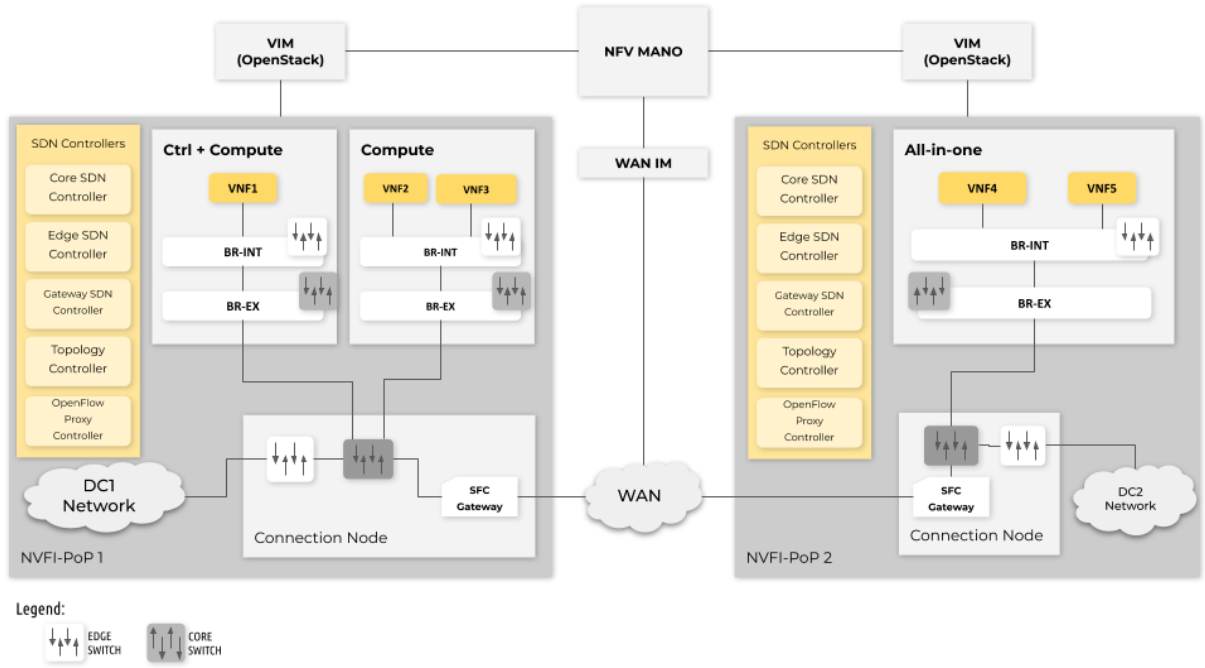 VIM
(OpenStack)
NFV MANO
VIM
(OpenStack)
WAN IM
SDN Controllers
Core SDN
Controller
Edge SDN
Controller
Gateway SDN
Controller
Topology
Controller
OpenFlow
Proxy
Controller
Ctrl + Compute
VNF1
BR-INT
BR-EX
Compute
VNF2
VNF3
BR-INT
BR-EX
DC1
Network
SFC
Gateway
Connection Node
NVFI-PoP 1
WAN
SDN Controllers
Core SDN
Controller
Edge SDN
Controller
Gateway SDN
Controller
Topology
Controller
OpenFlow
Proxy
Controller
All-in-one
VNF4
VNF5
BR-INT
BR-EX
SFC
Gateway
Connection Node
DC2
Network
NVFI-PoP 2
Legend:
EDGE
SWITCH
CORE
SWITCH